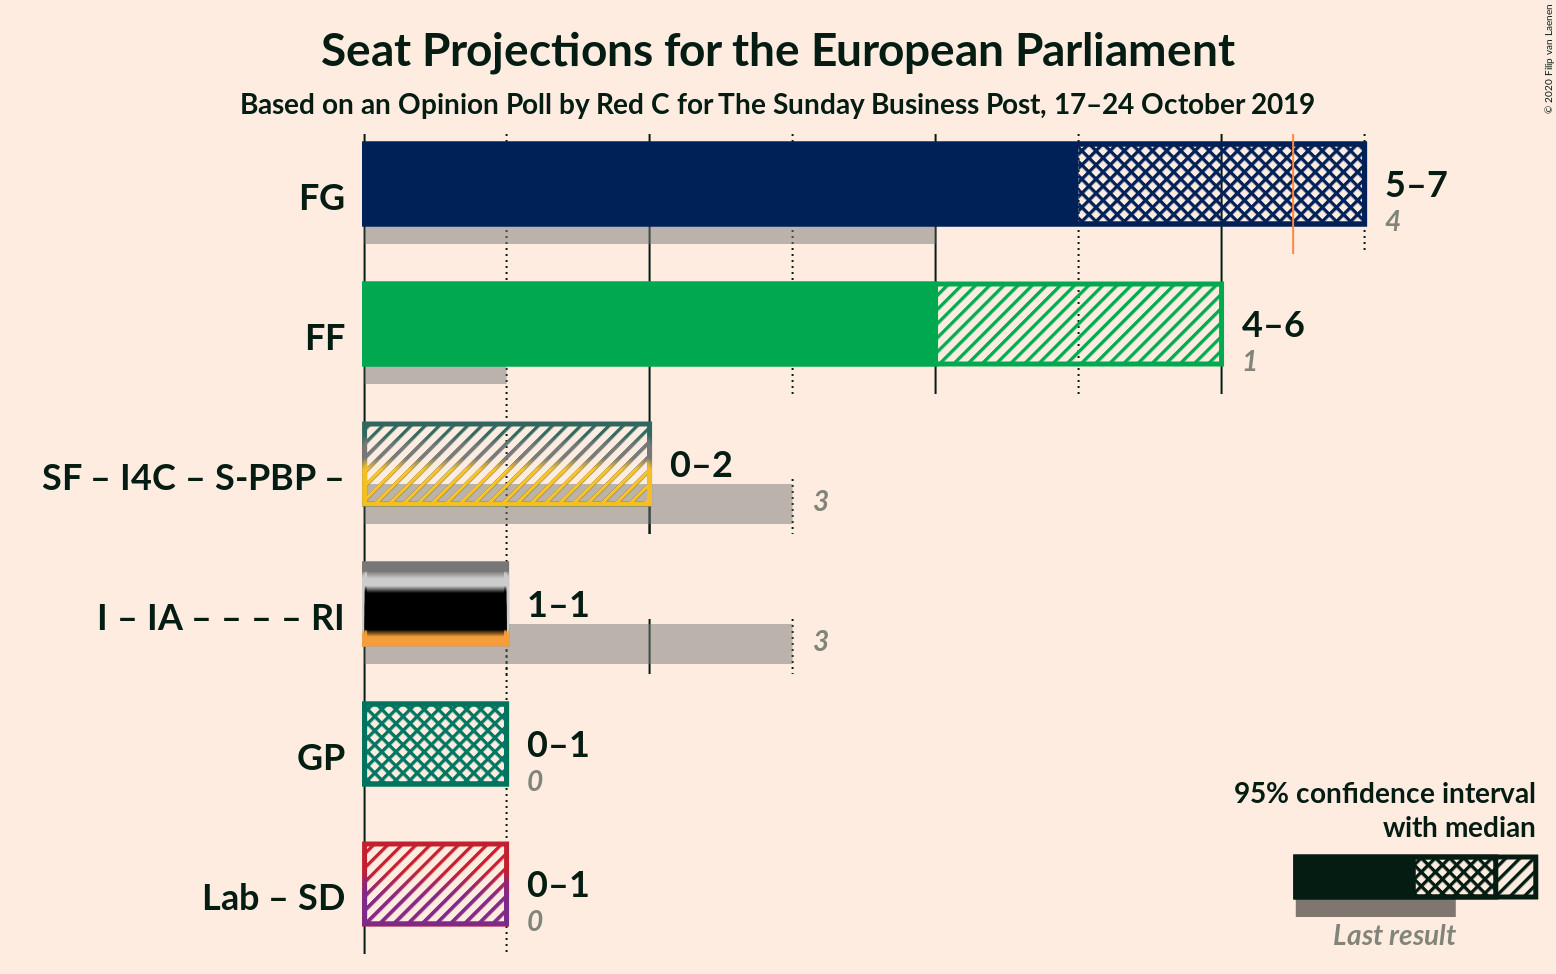 Seat Projections for the European Parliament
Based on an Opinion Poll by Red C for The Sunday Business Post, 17–24 October 2019
© 2020 Filip van Laenen
FG
5–7
4
FF
4–6
1
SF – I4C – S-PBP –
0–2
3
I – IA – – – – RI
1–1
3
GP
0–1
0
Lab – SD
0–1
0
95% confidence interval
with median
Last result